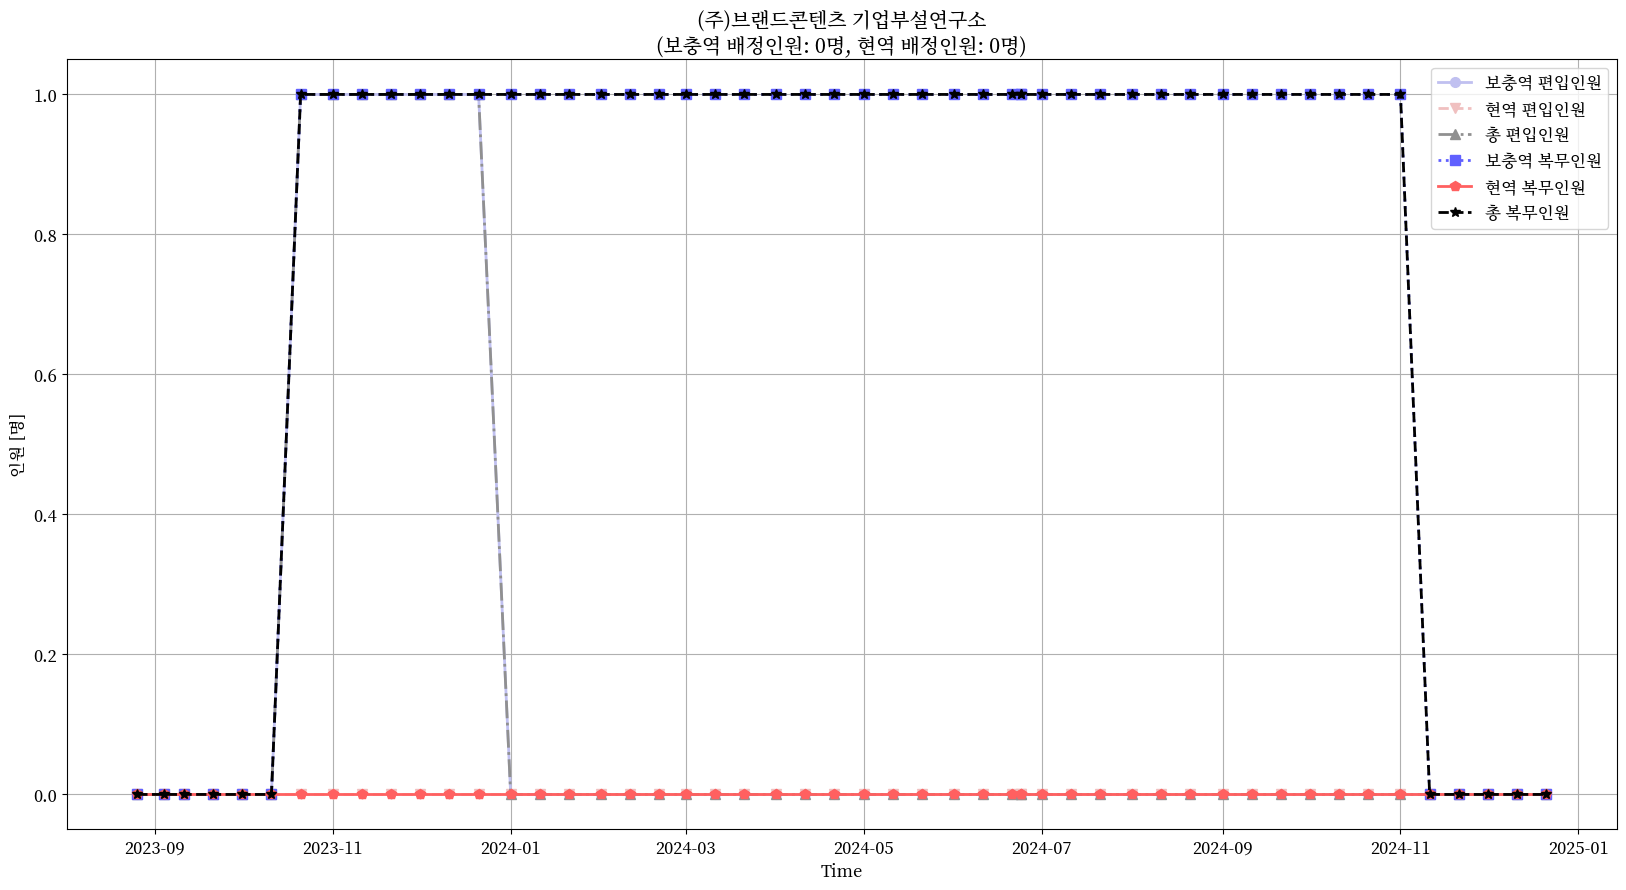 (주)브랜드콘텐츠 기업부설연구소
(보충역 배정인원: 0명, 현역 배정인원: 0명)
보충역 편입인원
현역 편입인원
총 편입인원
보충역 복무인원
현역 복무인원
총 복무인원
인원 [명]
1.0
0.8
0.6
0.4
0.2
0.0
2023-09 2023-11 2024-01 2024-03 2024-05 2024-07 2024-09 2024-11 2025-01
Time